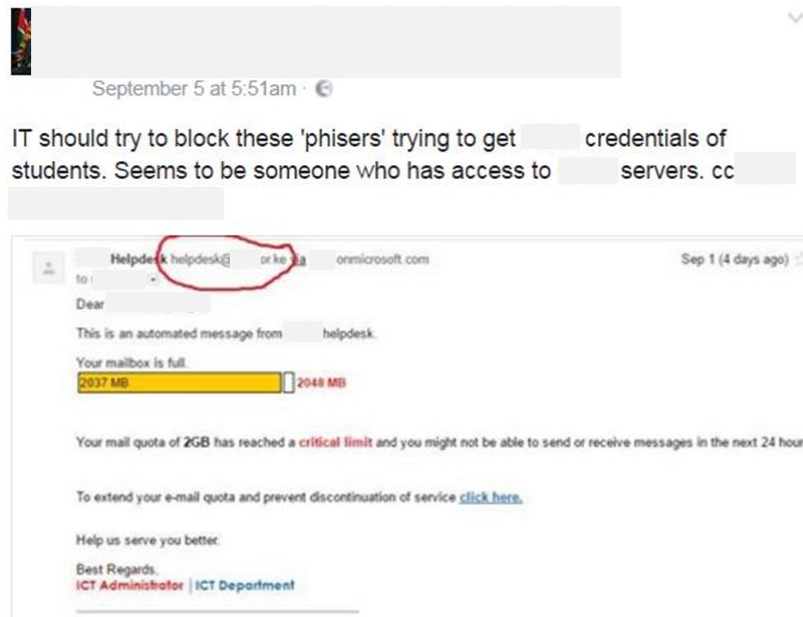 September 5 at 5:51am ·
IT should try to block these 'phisers' trying to get credentials of
students. Seems to be someone who has access to servers. cc
Helpdesk helpdesk@ or.ke via onmicrosoft.com Sep 1 (4 days ago)
to
Dear
This is an automated message from helpdesk.
Your mailbox is full.
2037 MB 2048 MB
Your mail quota of 2GB has reached a critical limit and you might not be able to send or receive messages in the next 24 hour
To extend your e-mail quota and prevent discontinuation of service click here.
Help us serve you better.
Best Regards,
ICT Administrator | ICT Department